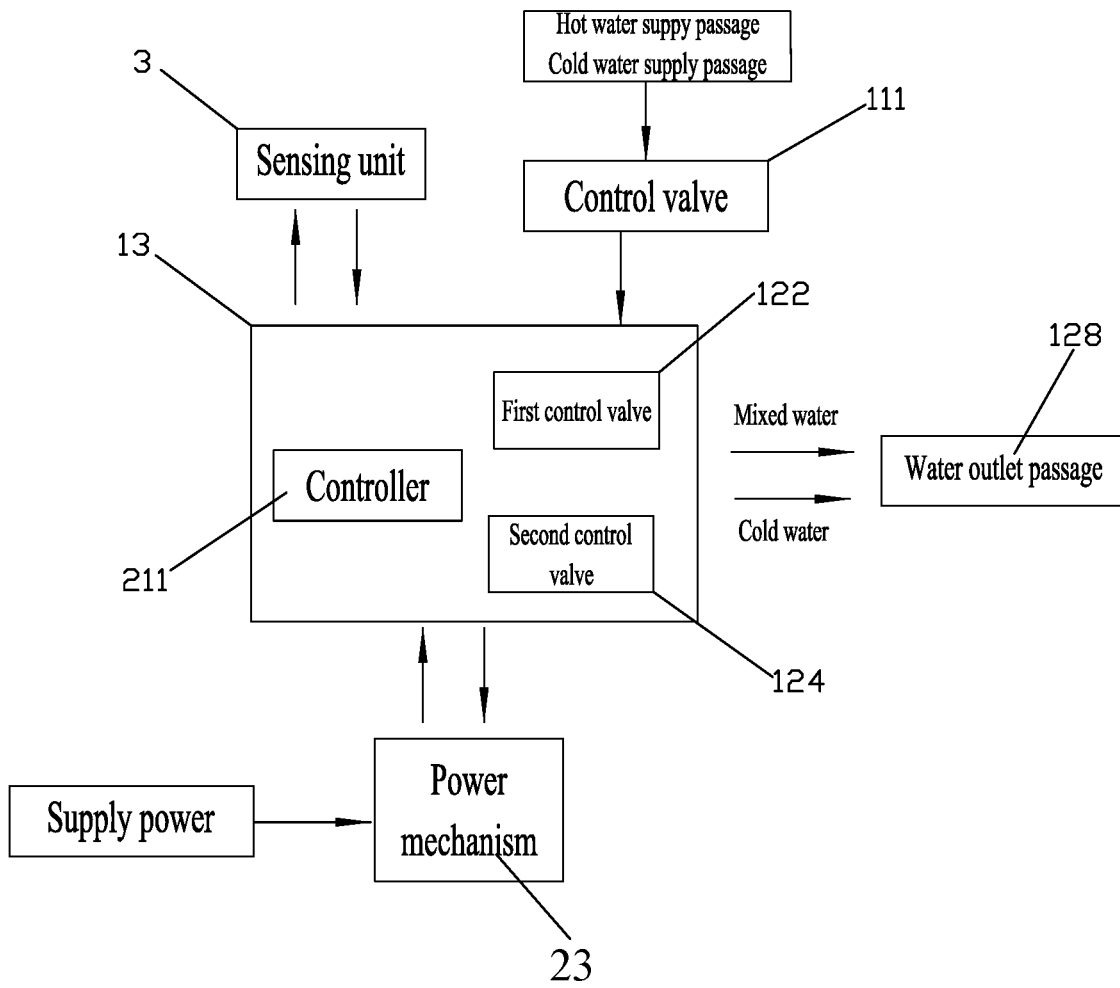 Hot water suppy passage
Cold water supply passage
3
111
Sensing unit
Control valve
13
122
128
First control valve
Mixed water
Water outlet passage
Controller
Cold water
Second control
valve
211
124
Power
mechanism
Supply power
23